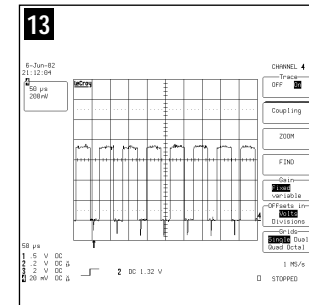 13
6-Jun-02
21:12:04
4
50 µs
200mV
LeCroy
CHANNEL 4
Trace
OFF On
Coupling
ZOOM
FIND
Gain
Fixed
variable
Offsets in
Volts
Divisions
Grids
Single Dual
Quad Octal
4
50 µs
1 .5 V DC
2 .2 V DC
3 2 V DC
4 20 mV DC
2 DC 1.32 V
1 MS/s
STOPPED